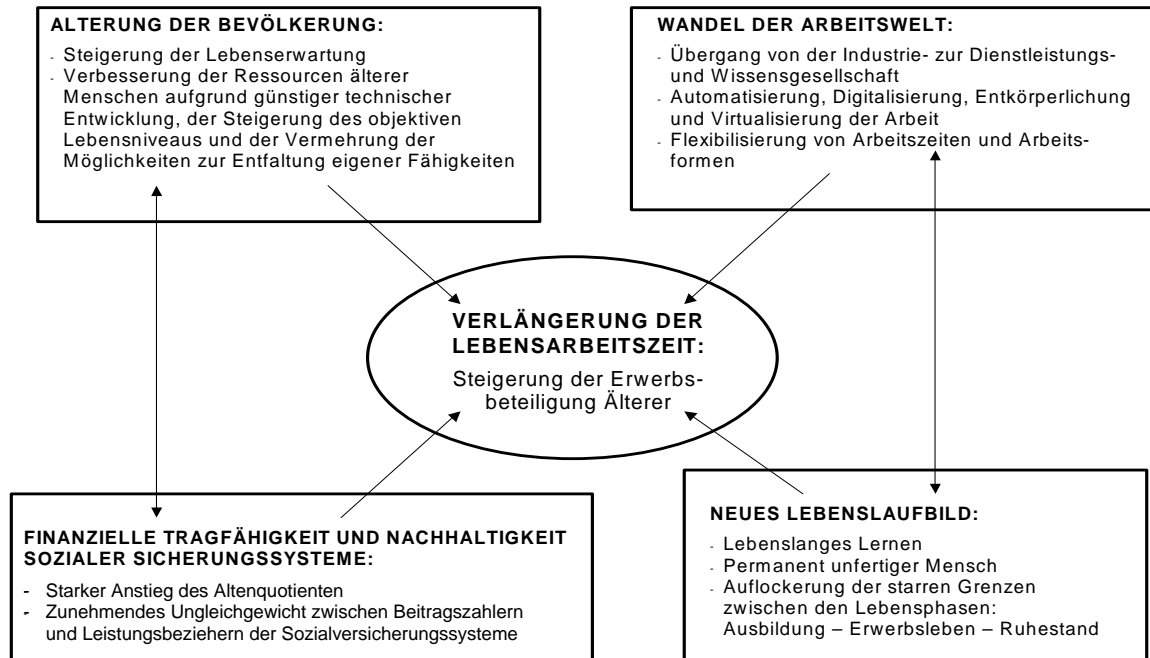 ALTERUNG DER BEVÖLKERUNG:
- Steigerung der Lebenserwartung
- Verbesserung der Ressourcen älterer
Menschen aufgrund günstiger technischer
Entwicklung, der Steigerung des objektiven
Lebensniveaus und der Vermehrung der
Möglichkeiten zur Entfaltung eigener Fähigkeiten
WANDEL DER ARBEITSWELT:
- Übergang von der Industrie- zur Dienstleistungs-
und Wissensgesellschaft
- Automatisierung, Digitalisierung, Entkörperlichung
und Virtualisierung der Arbeit
- Flexibilisierung von Arbeitszeiten und Arbeits-
formen
VERLÄNGERUNG DER
LEBENSARBEITSZEIT:
Steigerung der Erwerbs-
beteiligung Älterer
FINANZIELLE TRAGFÄHIGKEIT UND NACHHALTIGKEIT
SOZIALER SICHERUNGSSYSTEME:
- Starker Anstieg des Altenquotienten
- Zunehmendes Ungleichgewicht zwischen Beitragszahlern
und Leistungsbeziehern der Sozialversicherungssysteme
NEUES LEBENSLAUFBILD:
- Lebenslanges Lernen
- Permanent unfertiger Mensch
- Auflockerung der starren Grenzen
zwischen den Lebensphasen:
Ausbildung – Erwerbsleben – Ruhestand